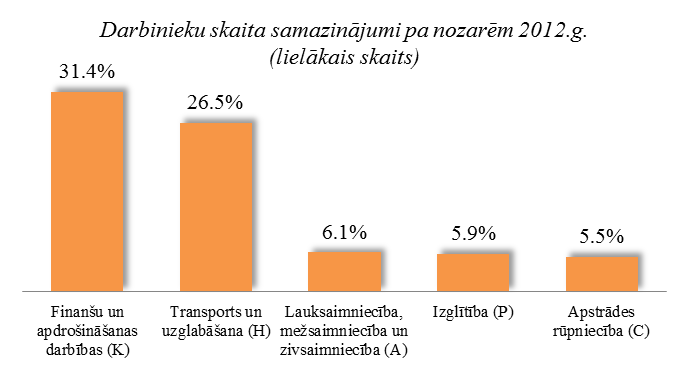 Darbinieku skaita samazinājumi pa nozarēm 2012.g.
(lielākais skaits)
31.4%
26.5%
6.1%
5.9%
5.5%
Finanšu un
apdrošināšanas
darbības (K)
Transports un
uzglabāšana (H)
Lauksaimniecība,
mežsaimniecība un
zivsaimniecība (A)
Izglītība (P)
Apstrādes
rūpniecība (C)